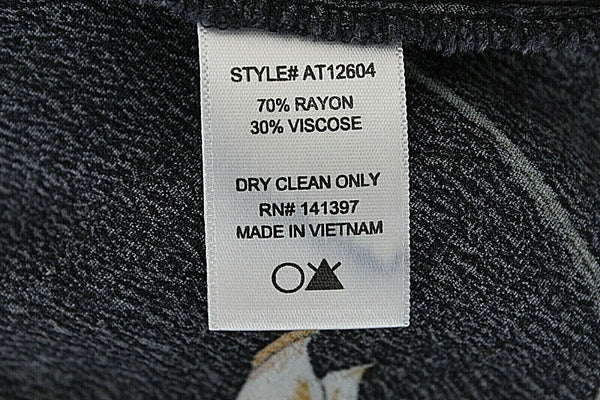 STYLE# AT12604
70% RAYON
30% VISCOSE
DRY CLEAN ONLY
RN# 141397
MADE IN VIETNAM